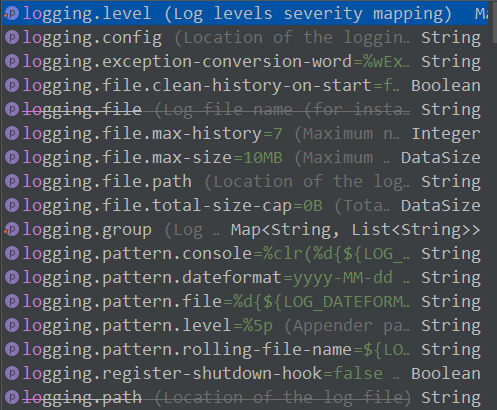 logging.level (Log levels severity mapping) Ma
logging.config (Location of the loggin… String
logging.exception-conversion-word=%wEx… String
logging.file.clean-history-on-start=f… Boolean
logging.file (Log file name (for insta… String
logging.file.max-history=7 (Maximum n… Integer
logging.file.max-size=10MB (Maximum … DataSize
logging.file.path (Location of the log… String
logging.file.total-size-cap=0B (Tota… DataSize
logging.group (Log … Map<String, List<String>>
logging.pattern.console=%clr(%d{${LOG_… String
logging.pattern.dateformat=yyyy-MM-dd … String
logging.pattern.file=%d{${LOG_DATEFORM… String
logging.pattern.level=%5p (Appender pa… String
logging.pattern.rolling-file-name=${LO… String
logging.register-shutdown-hook=false … Boolean
logging.path (Location of the log file) String